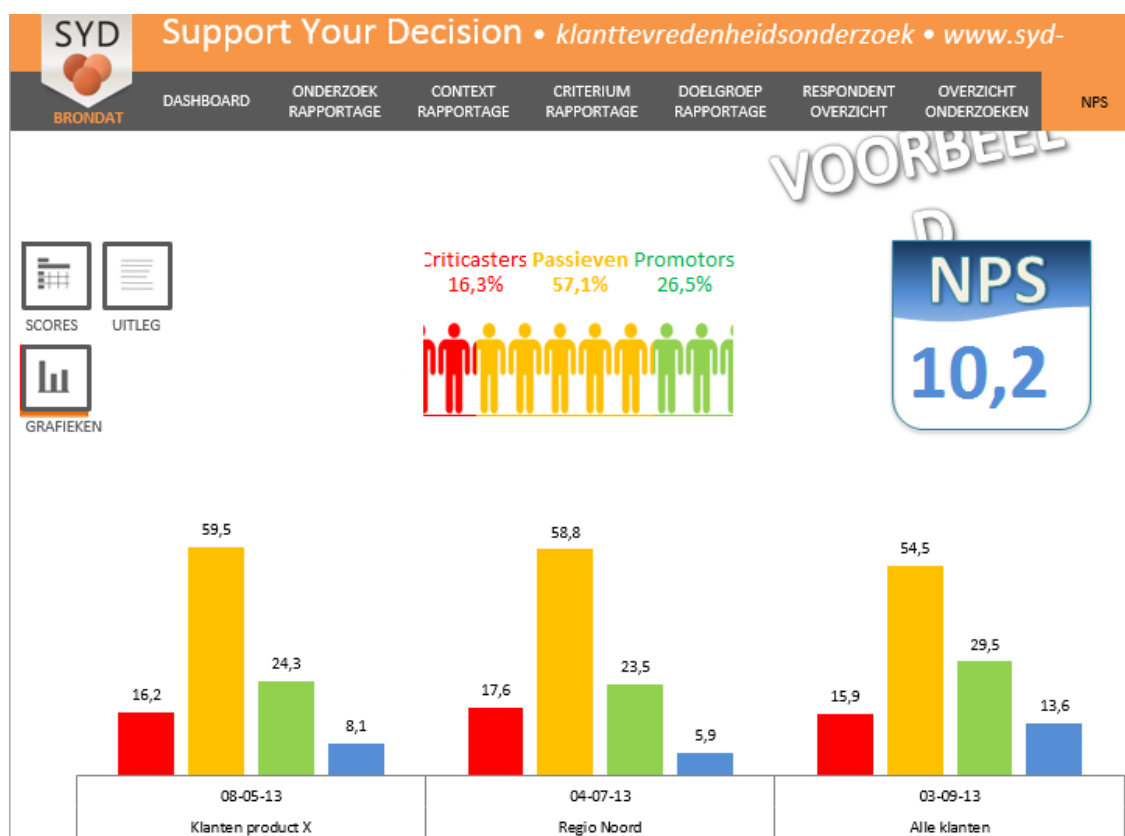 SYD
Support Your Decision • klanttevredenheidsonderzoek • www.syd-
BRONDAT
DASHBOARD
ONDERZOEK
RAPPORTAGE
CONTEXT
RAPPORTAGE
CRITERIUM
RAPPORTAGE
DOELGROEP
RAPPORTAGE
RESPONDENT
OVERZICHT
OVERZICHT
ONDERZOEKEN
NPS
VOORBEEL
D
SCORES
UITLEG
GRAFIEKEN
Criticasters Passieven Promotors
16,3% 57,1% 26,5%
NPS
10,2
16,2
59,5
24,3
8,1
17,6
58,8
23,5
5,9
15,9
54,5
29,5
13,6
08-05-13
04-07-13
03-09-13
Klanten product X
Regio Noord
Alle klanten